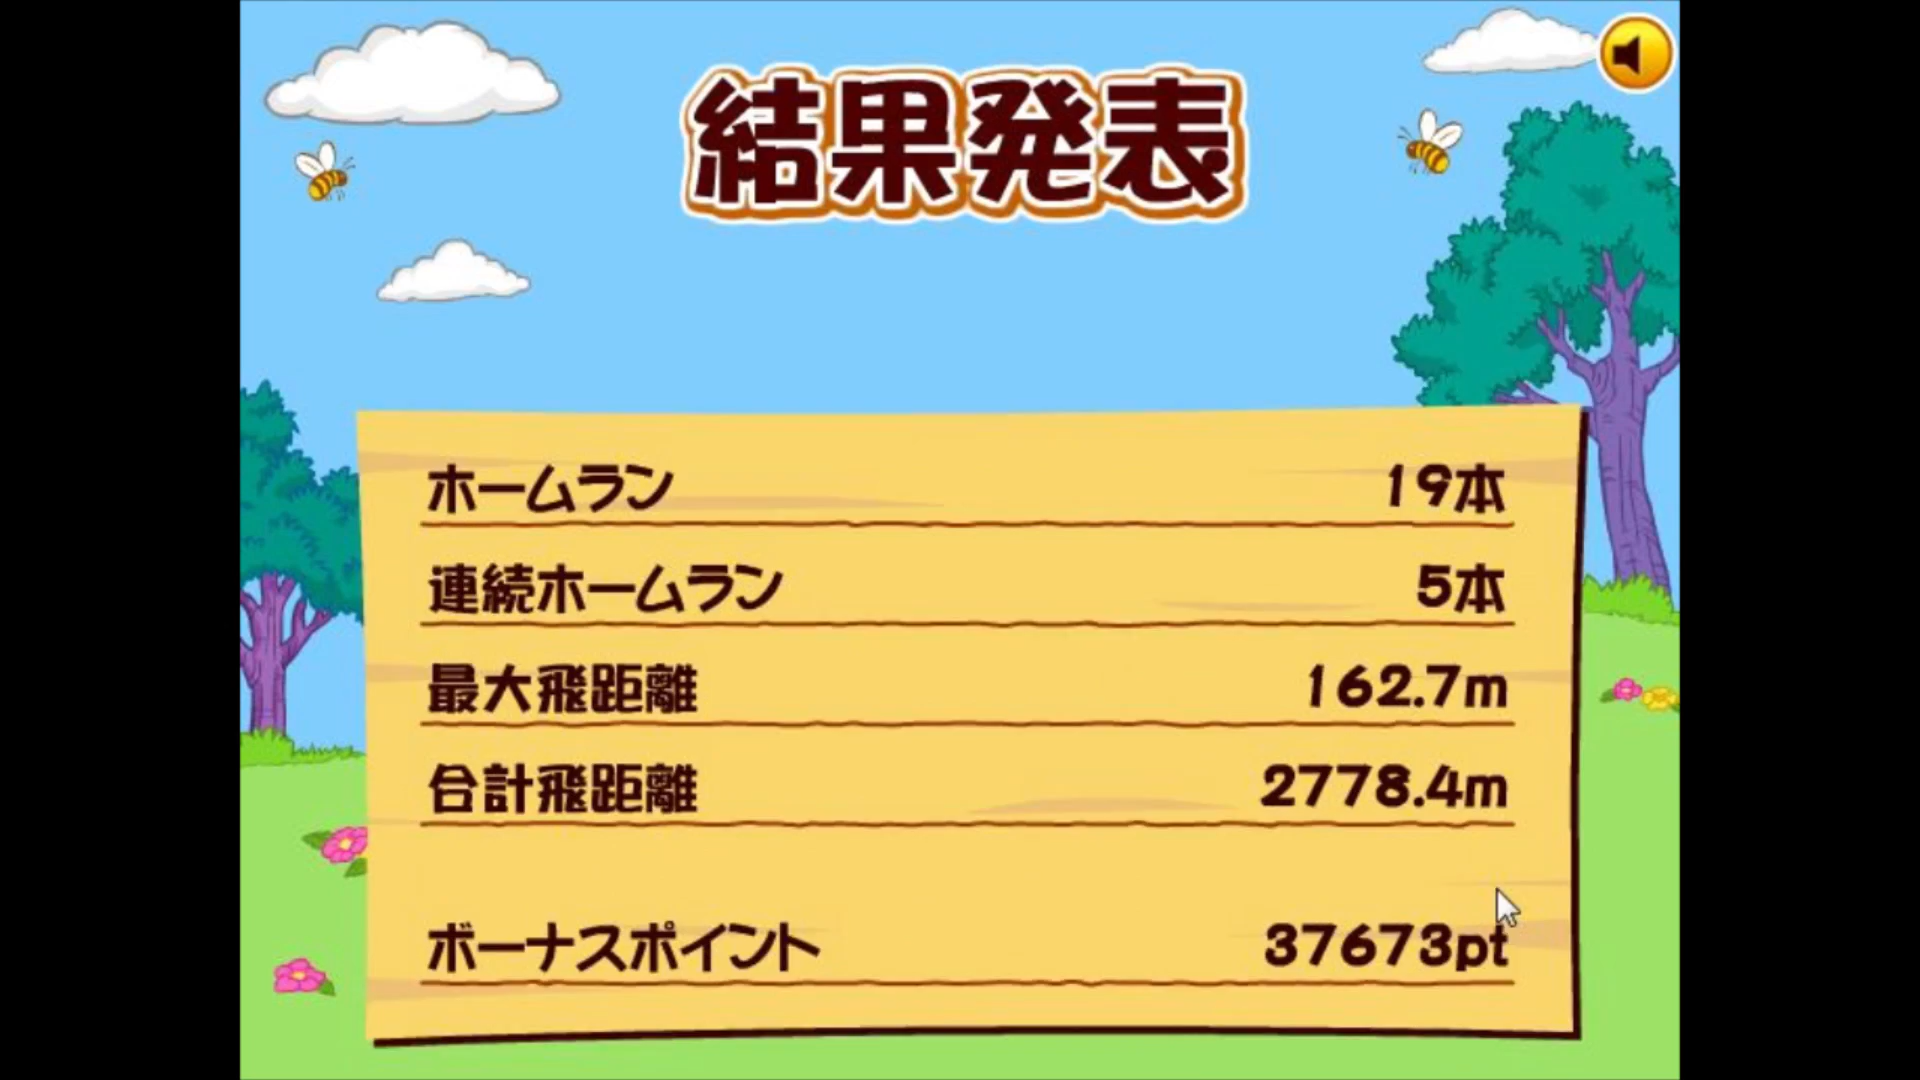 結果発表
ホームラン 19本
連続ホームラン 5本
最大飛距離 162.7m
合計飛距離 2778.4m
ボーナスポイント 37673pt